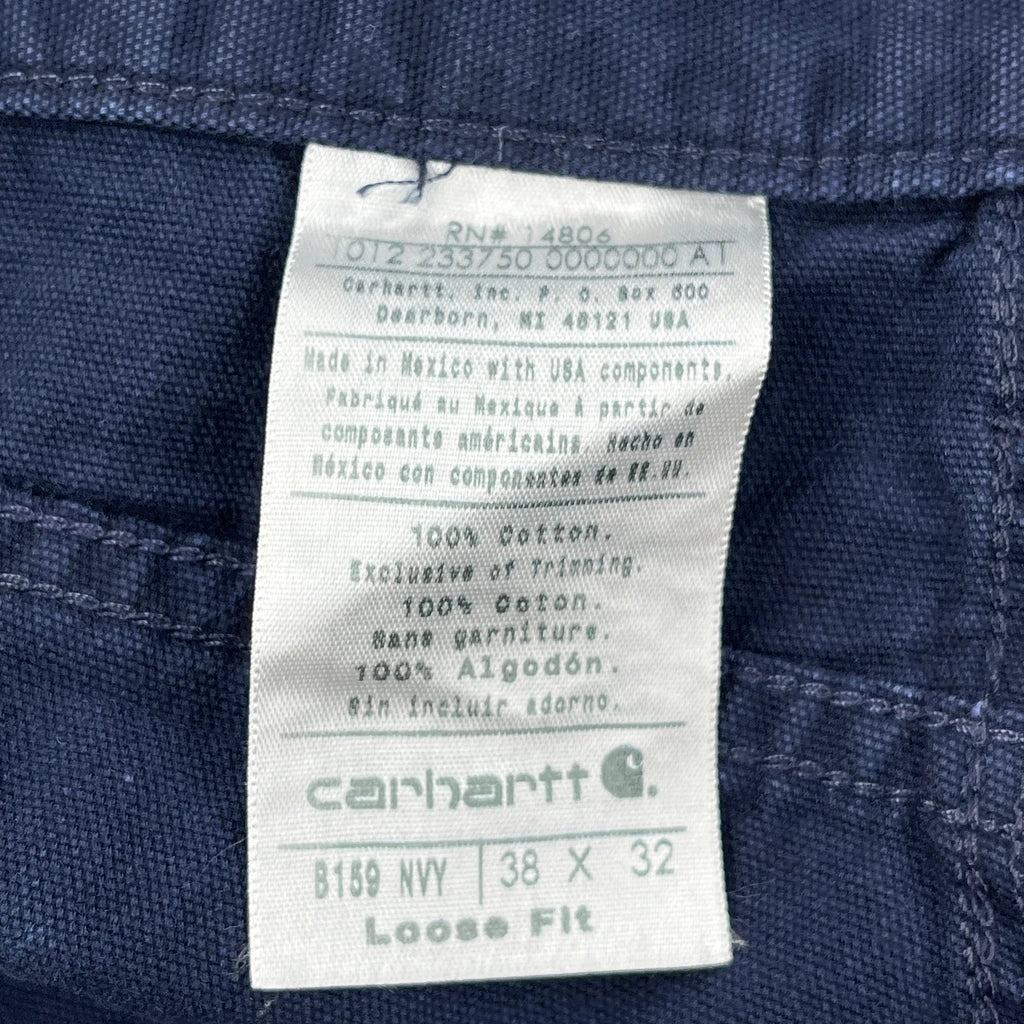 RN# 14806
1012 233750 0000000 A1
Carhartt, Inc. P. O. Box 600
Dearborn, MI 48121 USA
Made in Mexico with USA components.
Fabriqué au Mexique à partir de
composants américains. Hecho en
México con componentes de EE.UU.
100% Cotton.
Exclusive of Trimming.
100% Coton.
Sans garniture.
100% Algodón.
Sin incluir adorno.
carhartt
B159 NVY | 38 X 32
Loose Fit